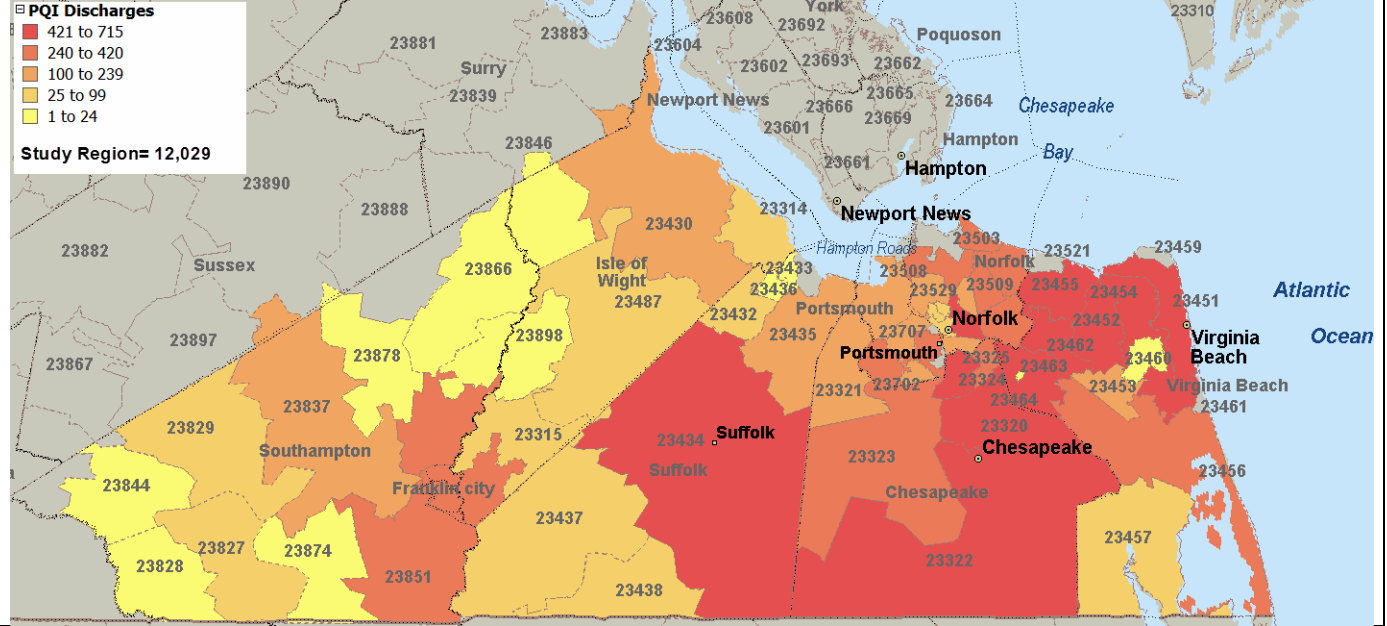 PQI Discharges
421 to 715
240 to 420
100 to 239
25 to 99
1 to 24
Study Region= 12,029
York
23310
23608
23692
23883
23881
23604
Poquoson
Surry
23602
23693
23662
23839
Newport News
23665
23664
23666
Chesapeake
23669
23601
Hampton
23846
Bay
23661
Hampton
23890
23888
Newport News
23314
23430
Hampton Roads
23503
23521
23459
23882
Sussex
Norfolk
23866
Isle of
Wight
23433
23508
23436
23529
23509
23455
23454
Atlantic
23487
23451
23432
Portsmouth
23452
Norfolk
23898
23435
23707
Ocean
23897
Virginia
Beach
23462
Portsmouth
23878
23325
23460
23867
23463
23324
23702
23453
Virginia Beach
23321
23464
23461
23837
23829
23315
23434
Suffolk
23320
Southampton
Chesapeake
23323
Suffolk
23456
23844
Franklin city
Chesapeake
23437
23457
23827
23874
23828
23322
23851
23438